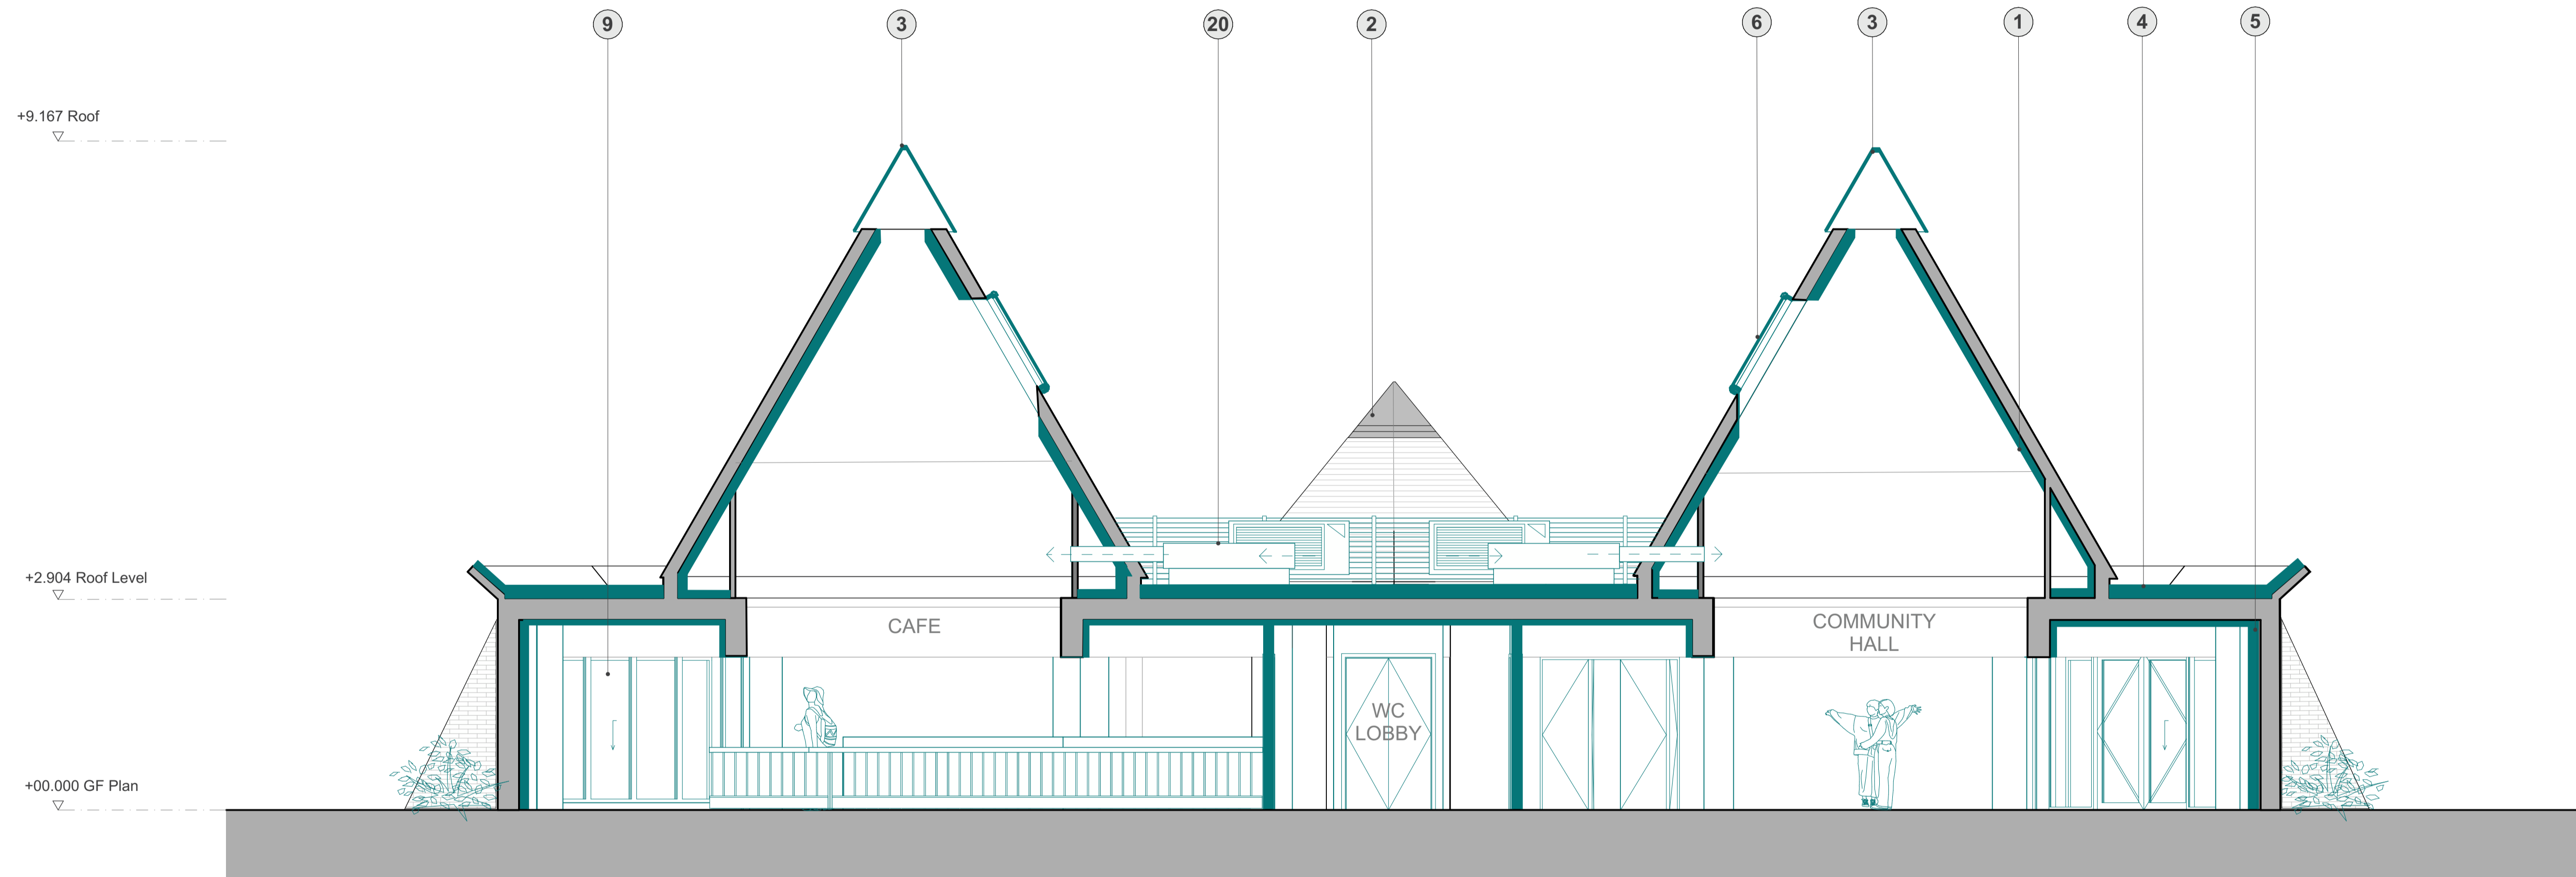 9
3
20
2
6
3
1
4
5
+9.167 Roof
+2.904 Roof Level
CAFE
COMMUNITY
HALL
WC
LOBBY
+00.000 GF Plan